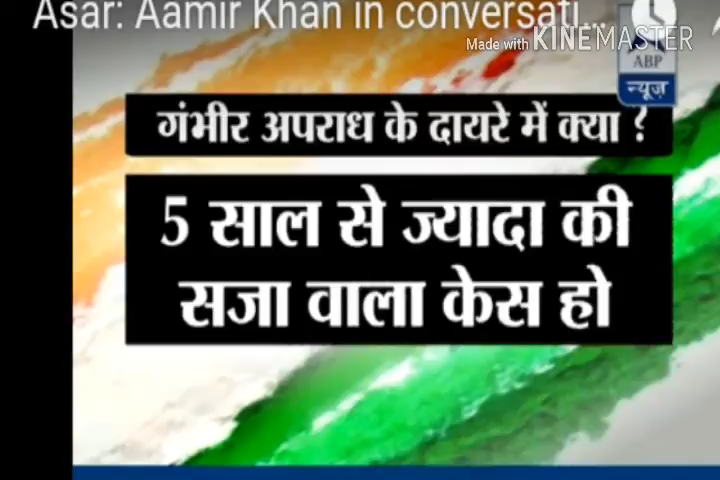 Asar: Aamir Khan in conversati...
Made with KINEMASTER
ABP
न्यूज़
गंभीर अपराध के दायरे में क्या ?
5 साल से ज्यादा की
सजा वाला केस हो